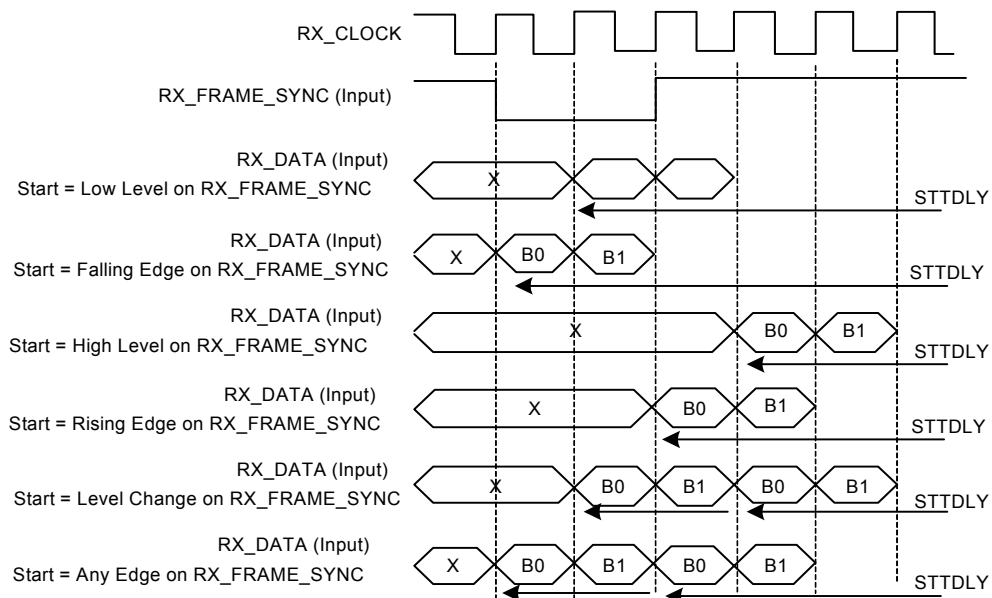 RX_CLOCK
RX_FRAME_SYNC (Input)
RX_DATA (Input)
Start = Low Level on RX_FRAME_SYNC
X
STTDLY
RX_DATA (Input)
Start = Falling Edge on RX_FRAME_SYNC
X B0 B1
STTDLY
RX_DATA (Input)
Start = High Level on RX_FRAME_SYNC
X B0 B1
STTDLY
RX_DATA (Input)
Start = Rising Edge on RX_FRAME_SYNC
X B0 B1
STTDLY
RX_DATA (Input)
Start = Level Change on RX_FRAME_SYNC
X B0 B1 B0 B1
STTDLY
RX_DATA (Input)
Start = Any Edge on RX_FRAME_SYNC
X B0 B1 B0 B1
STTDLY